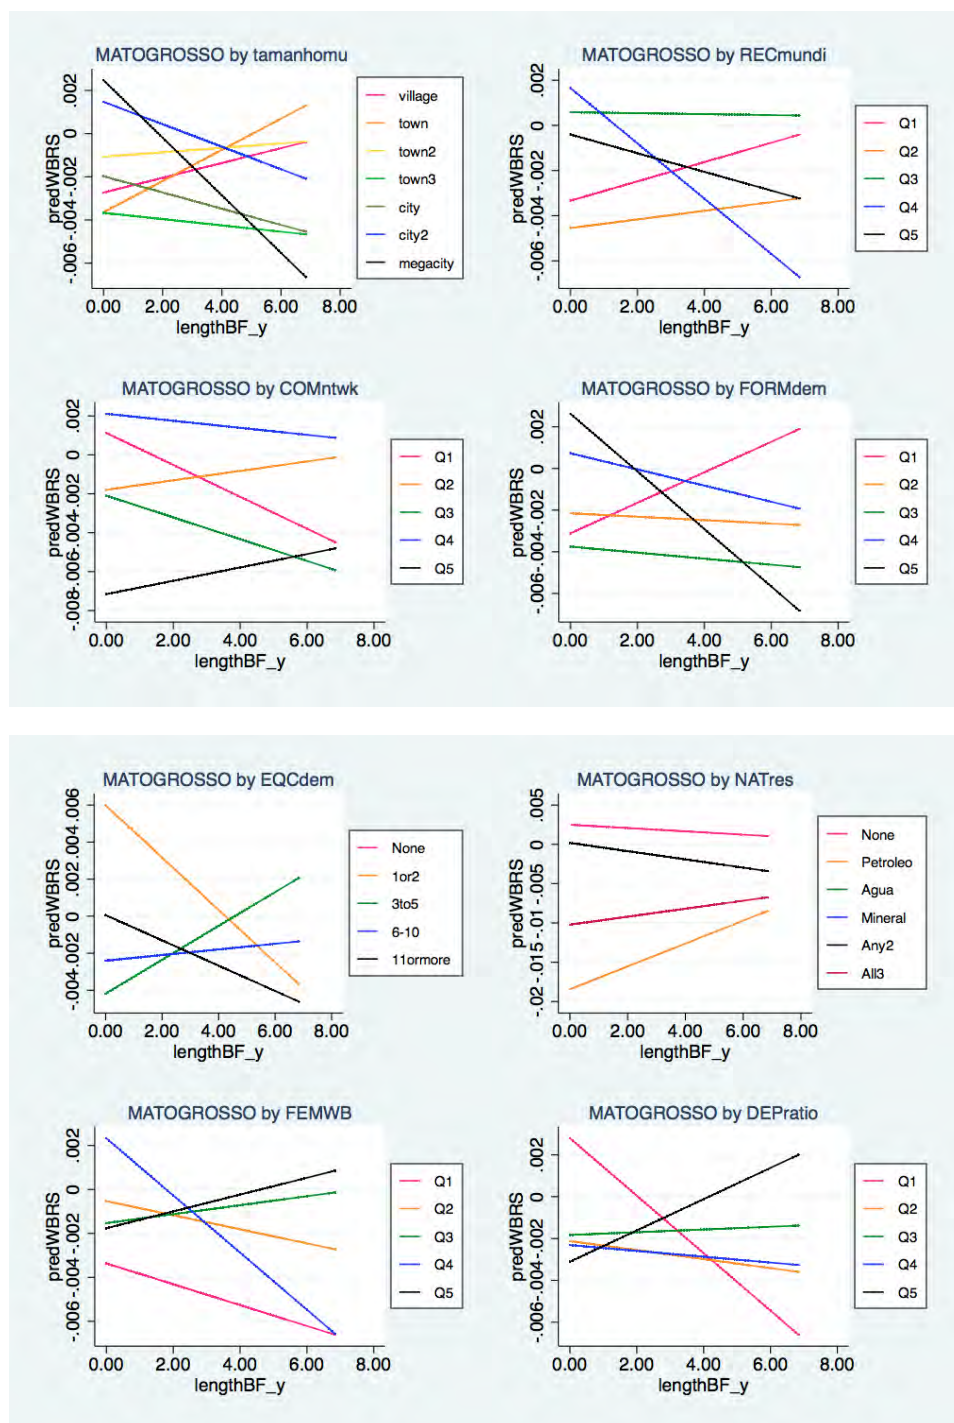 MATOGROSSO by tamanhomu
predWBRS
.002
0
-.002
-.004
-.006
0.00 2.00 4.00 6.00 8.00
lengthBF_y
village
town
town2
town3
city
city2
megacity
MATOGROSSO by RECmundi
predWBRS
.002
0
-.002
-.004
-.006
0.00 2.00 4.00 6.00 8.00
lengthBF_y
Q1
Q2
Q3
Q4
Q5
MATOGROSSO by COMntwk
predWBRS
.002
0
-.002
-.004
-.006
-.008
0.00 2.00 4.00 6.00 8.00
lengthBF_y
Q1
Q2
Q3
Q4
Q5
MATOGROSSO by FORMdem
predWBRS
.002
0
-.002
-.004
-.006
0.00 2.00 4.00 6.00 8.00
lengthBF_y
Q1
Q2
Q3
Q4
Q5
MATOGROSSO by EQCdem
predWBRS
.006
.004
.002
0
-.002
-.004
0.00 2.00 4.00 6.00 8.00
lengthBF_y
None
1or2
3to5
6-10
11ormore
MATOGROSSO by NATres
predWBRS
.005
0
-.005
-.01
-.015
-.02
0.00 2.00 4.00 6.00 8.00
lengthBF_y
None
Petroleo
Agua
Mineral
Any2
All3
MATOGROSSO by FEMWB
predWBRS
.002
0
-.002
-.004
-.006
0.00 2.00 4.00 6.00 8.00
lengthBF_y
Q1
Q2
Q3
Q4
Q5
MATOGROSSO by DEPratio
predWBRS
.002
0
-.002
-.004
-.006
0.00 2.00 4.00 6.00 8.00
lengthBF_y
Q1
Q2
Q3
Q4
Q5